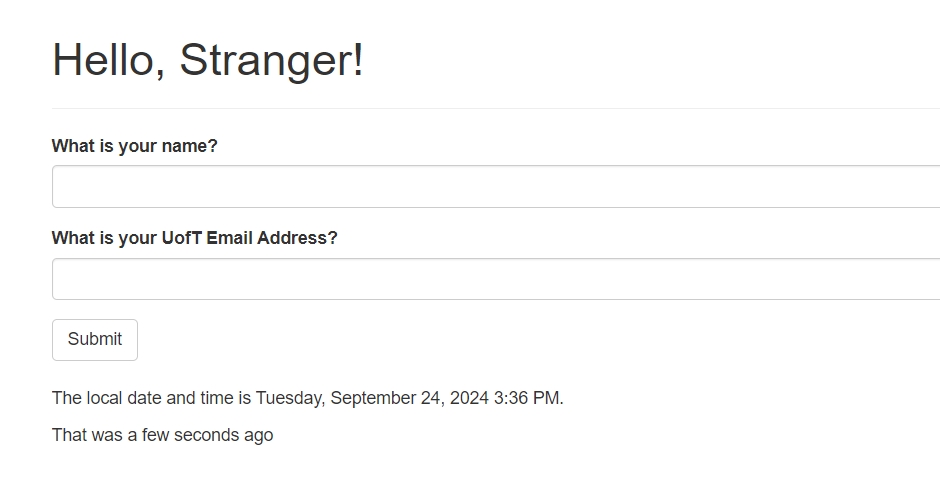 Hello, Stranger!
What is your name?
What is your UofT Email Address?
Submit
The local date and time is Tuesday, September 24, 2024 3:36 PM.
That was a few seconds ago